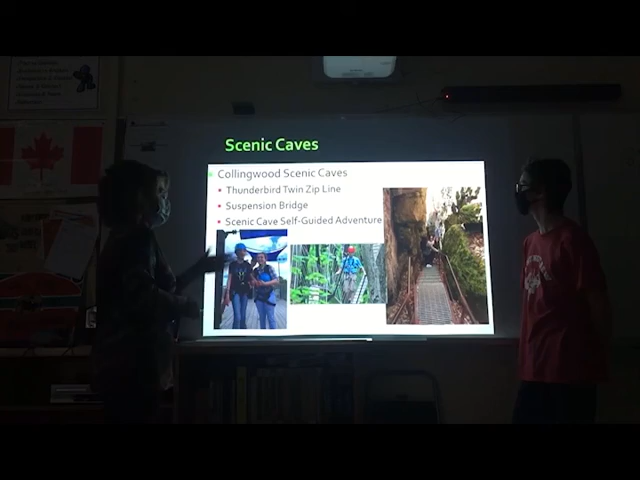 Scenic Caves
Collingwood Scenic Caves
Thunderbird Twin Zip Line
Suspension Bridge
Scenic Cave Self-Guided Adventure